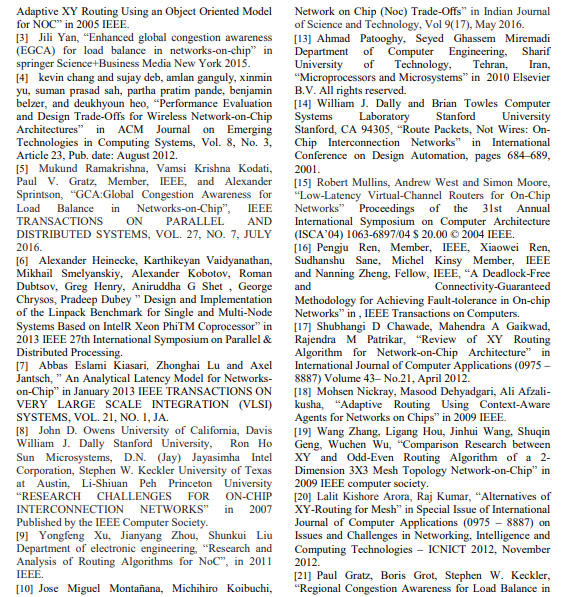 Adaptive XY Routing Using an Object Oriented Model
for NOC” in 2005 IEEE.
[3] Jili Yan, “Enhanced global congestion awareness
(EGCA) for load balance in networks-on-chip” in
springer Science+Business Media New York 2015.
[4] kevin chang and sujay deb, amlan ganguly, xinmin
yu, suman prasad sah, partha pratim pande, benjamin
belzer, and deukhyoun heo, “Performance Evaluation
and Design Trade-Offs for Wireless Network-on-Chip
Architectures” in ACM Journal on Emerging
Technologies in Computing Systems, Vol. 8, No. 3,
Article 23, Pub. date: August 2012.
[5] Mukund Ramakrishna, Vamsi Krishna Kodati,
Paul V. Gratz, Member, IEEE, and Alexander
Sprintson, “GCA:Global Congestion Awareness for
Load Balance in Networks-on-Chip”, IEEE
TRANSACTIONS ON PARALLEL AND
DISTRIBUTED SYSTEMS, VOL. 27, NO. 7, JULY
2016.
[6] Alexander Heinecke, Karthikeyan Vaidyanathan,
Mikhail Smelyanskiy, Alexander Kobotov, Roman
Dubtsov, Greg Henry, Aniruddha G Shet , George
Chrysos, Pradeep Dubey ” Design and Implementation
of the Linpack Benchmark for Single and Multi-Node
Systems Based on IntelR Xeon PhiTM Coprocessor” in
2013 IEEE 27th International Symposium on Parallel &
Distributed Processing.
[7] Abbas Eslami Kiasari, Zhonghai Lu and Axel
Jantsch, ” An Analytical Latency Model for Networks-
on-Chip” in January 2013 IEEE TRANSACTIONS ON
VERY LARGE SCALE INTEGRATION (VLSI)
SYSTEMS, VOL. 21, NO. 1, JA.
[8] John D. Owens University of California, Davis
William J. Dally Stanford University, Ron Ho
Sun Microsystems, D.N. (Jay) Jayasimha Intel
Corporation, Stephen W. Keckler University of Texas
at Austin, Li-Shiuan Peh Princeton University
“RESEARCH CHALLENGES FOR ON-CHIP
INTERCONNECTION NETWORKS” in 2007
Published by the IEEE Computer Society.
[9] Yongfeng Xu, Jianyang Zhou, Shunkui Liu
Department of electronic engineering, “Research and
Analysis of Routing Algorithms for NoC”, in 2011
IEEE.
[10] Jose Miguel Montañana, Michihiro Koibuchi,
Network on Chip (Noc) Trade-Offs” in Indian Journal
of Science and Technology, Vol 9(17), May 2016.
[13] Ahmad Patooghy, Seyed Ghassem Miremadi
Department of Computer Engineering, Sharif
University of Technology, Tehran, Iran,
“Microprocessors and Microsystems” in 2010 Elsevier
B.V. All rights reserved.
[14] William J. Dally and Brian Towles Computer
Systems Laboratory Stanford University
Stanford, CA 94305, “Route Packets, Not Wires: On-
Chip Interconnection Networks” in International
Conference on Design Automation, pages 684–689,
2001.
[15] Robert Mullins, Andrew West and Simon Moore,
“Low-Latency Virtual-Channel Routers for On-Chip
Networks” Proceedings of the 31st Annual
International Symposium on Computer Architecture
(ISCA’04) 1063-6897/04 $ 20.00 © 2004 IEEE.
[16] Pengju Ren, Member, IEEE, Xiaowei Ren,
Sudhanshu Sane, Michel Kinsy Member, IEEE
and Nanning Zheng, Fellow, IEEE, “A Deadlock-Free
and Connectivity-Guaranteed
Methodology for Achieving Fault-tolerance in On-chip
Networks” in , IEEE Transactions on Computers.
[17] Shubhangi D Chawade, Mahendra A Gaikwad,
Rajendra M Patrikar, “Review of XY Routing
Algorithm for Network-on-Chip Architecture” in
International Journal of Computer Applications (0975 –
8887) Volume 43– No.21, April 2012.
[18] Mohsen Nickray, Masood Dehyadgari, Ali Afzali-
kusha, “Adaptive Routing Using Context-Aware
Agents for Networks on Chips” in 2009 IEEE.
[19] Wang Zhang, Ligang Hou, Jinhui Wang, Shuqin
Geng, Wuchen Wu, “Comparison Research between
XY and Odd-Even Routing Algorithm of a 2-
Dimension 3X3 Mesh Topology Network-on-Chip” in
2009 IEEE computer society.
[20] Lalit Kishore Arora, Raj Kumar, “Alternatives of
XY-Routing for Mesh” in Special Issue of International
Journal of Computer Applications (0975 – 8887) on
Issues and Challenges in Networking, Intelligence and
Computing Technologies – ICNICT 2012, November
2012.
[21] Paul Gratz, Boris Grot, Stephen W. Keckler,
“Regional Congestion Awareness for Load Balance in